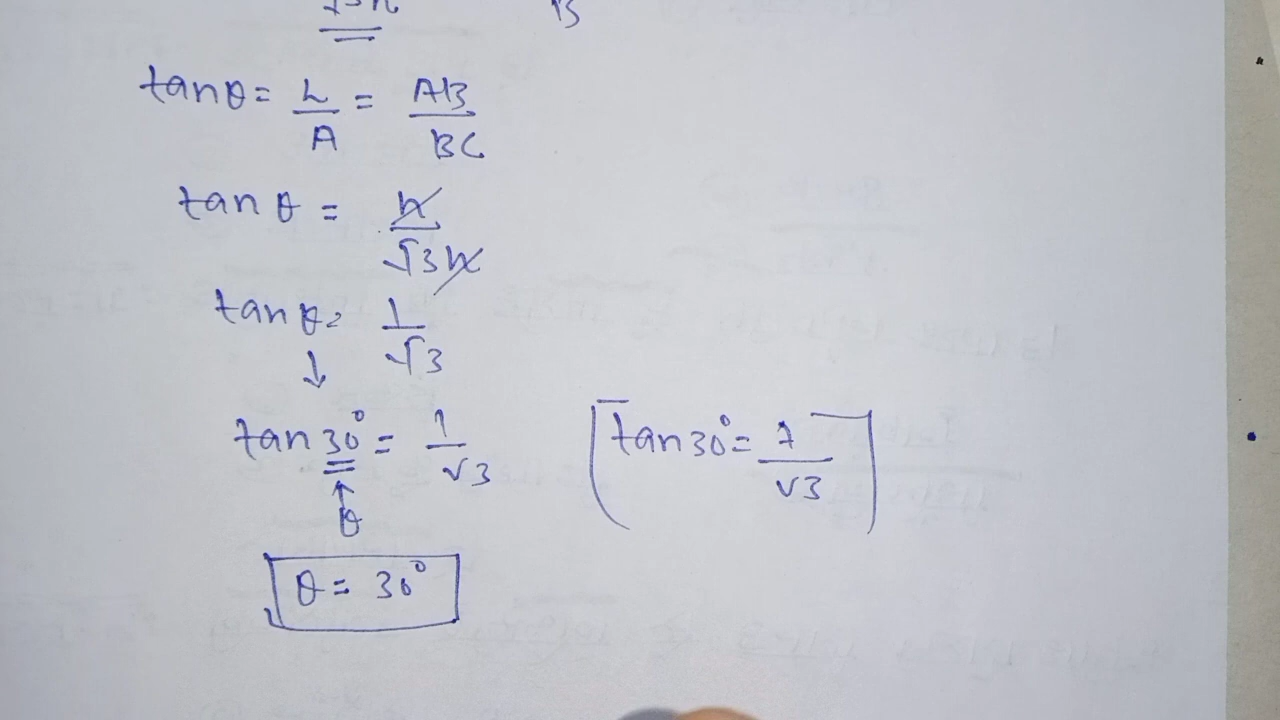 B
tanθ = L/A = AB/BC
tanθ = h/√3h
tanθ = 1/√3
↓
tan30° = 1/√3 [tan30° = 1/√3]
↑
θ
θ = 30°